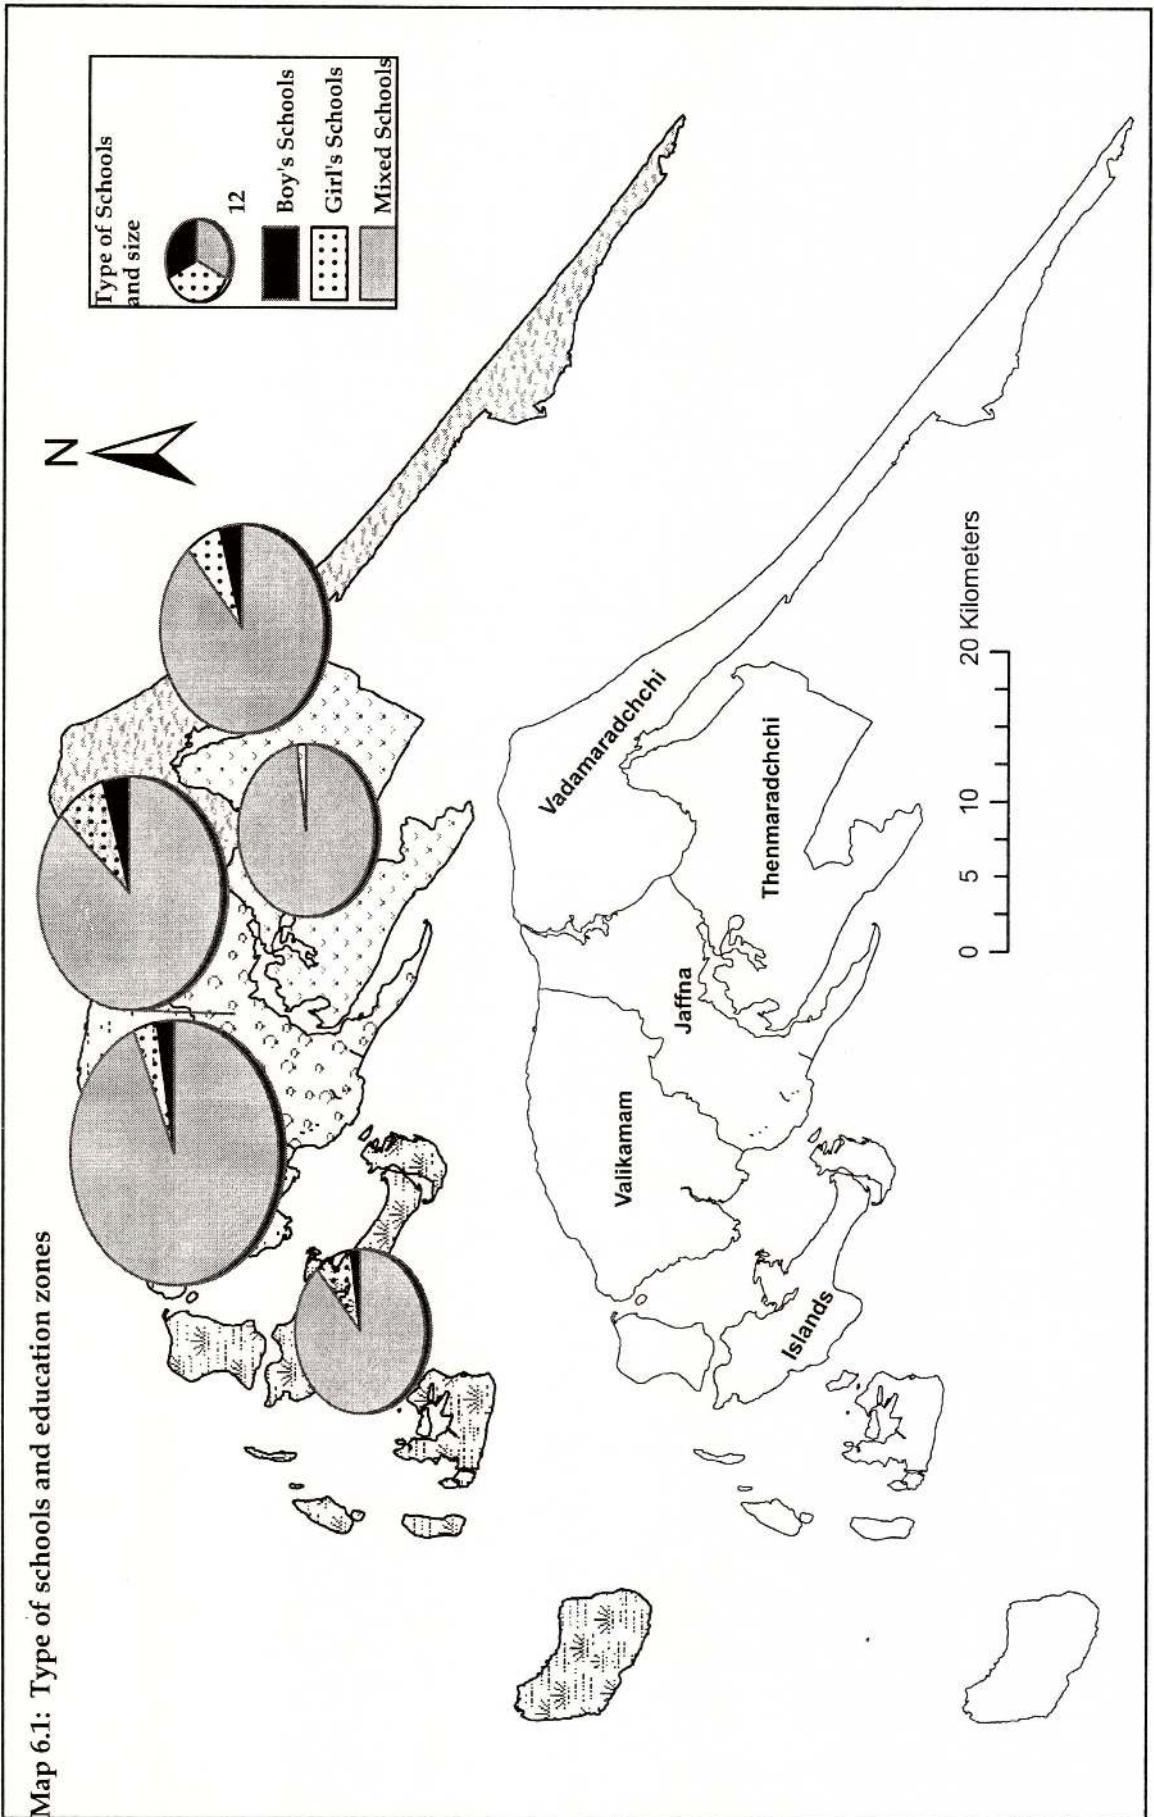 Map 6.1: Type of schools and education zones
N
Type of Schools
and size
12
Boy's Schools
Girl's Schools
Mixed Schools
Vadamaradchchi
Valikamam
Jaffna
Thenmaradchchi
Islands
0 5 10 20 Kilometers